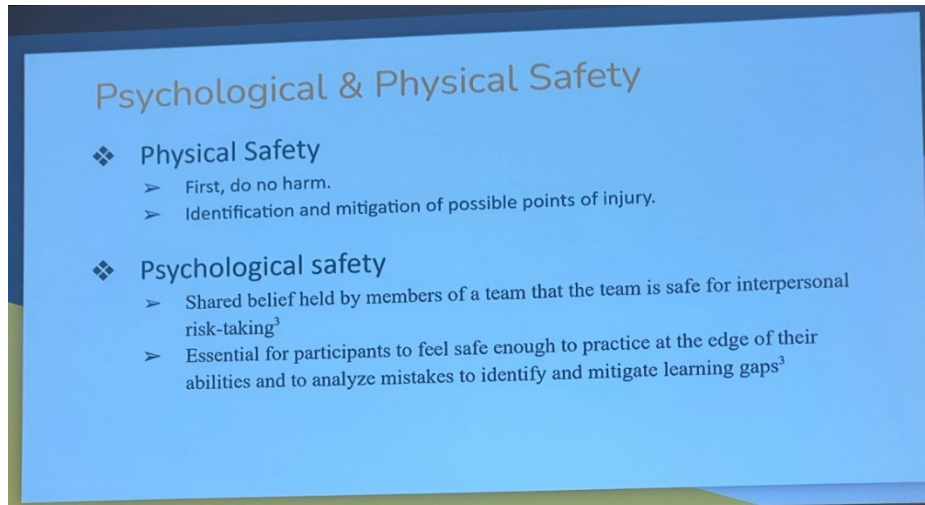 Psychological & Physical Safety
❖ Physical Safety
➢ First, do no harm.
➢ Identification and mitigation of possible points of injury.
❖ Psychological safety
➢ Shared belief held by members of a team that the team is safe for interpersonal
risk-taking³
➢ Essential for participants to feel safe enough to practice at the edge of their
abilities and to analyze mistakes to identify and mitigate learning gaps³